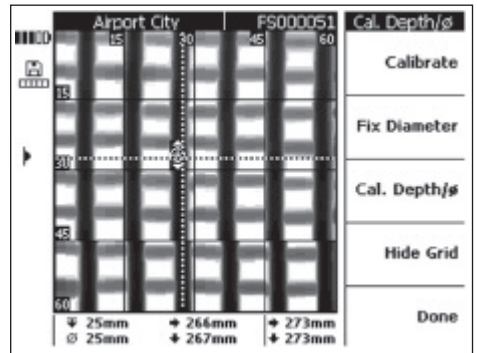 Airport City FS000051 Cal. Depth/ø
15 30 45 60
Calibrate
15
Fix Diameter
30
Cal. Depth/ø
45
Hide Grid
60
Done
25mm 266mm 273mm
Ø 25mm 267mm 273mm